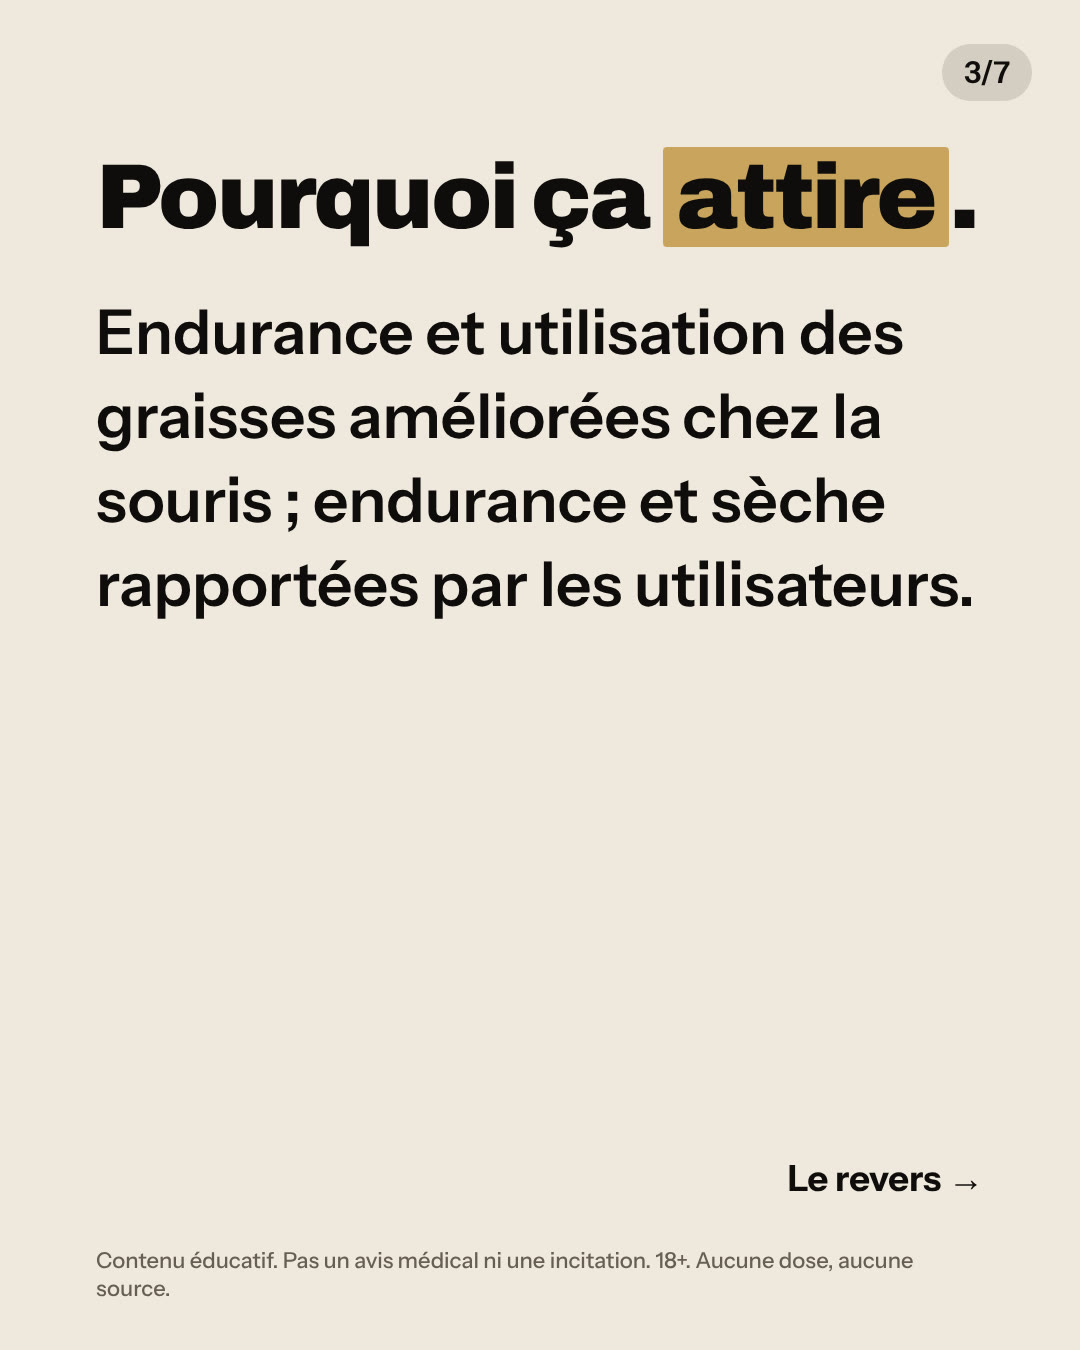 3/7
Pourquoi ça attire.
Endurance et utilisation des
graisses améliorées chez la
souris ; endurance et sèche
rapportées par les utilisateurs.
Le revers →
Contenu éducatif. Pas un avis médical ni une incitation. 18+. Aucune dose, aucune
source.